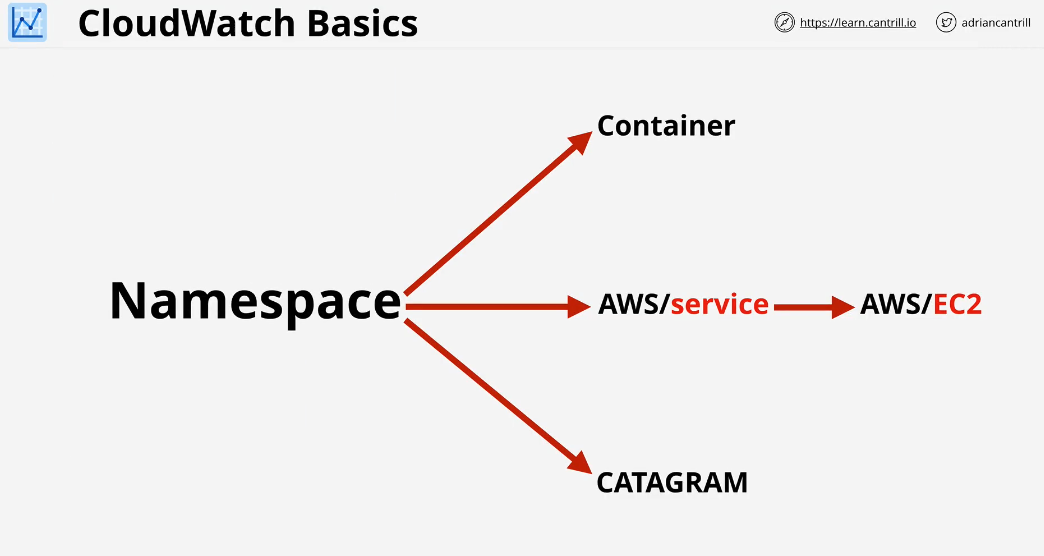 CloudWatch Basics
https://learn.cantrill.io
adriancantrill
Container
Namespace
AWS/service
AWS/EC2
CATAGRAM